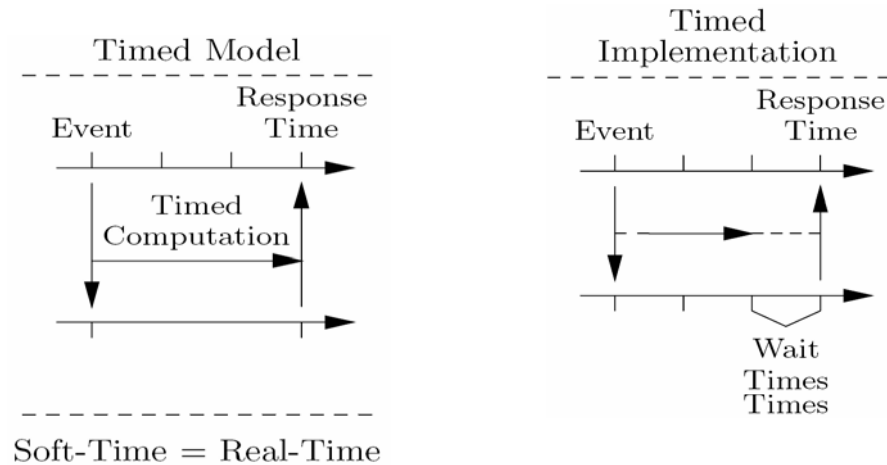 Timed Model
Response
Event Time
Timed
Computation
Soft-Time = Real-Time
Timed
Implementation
Response
Event Time
Wait
Times
Times